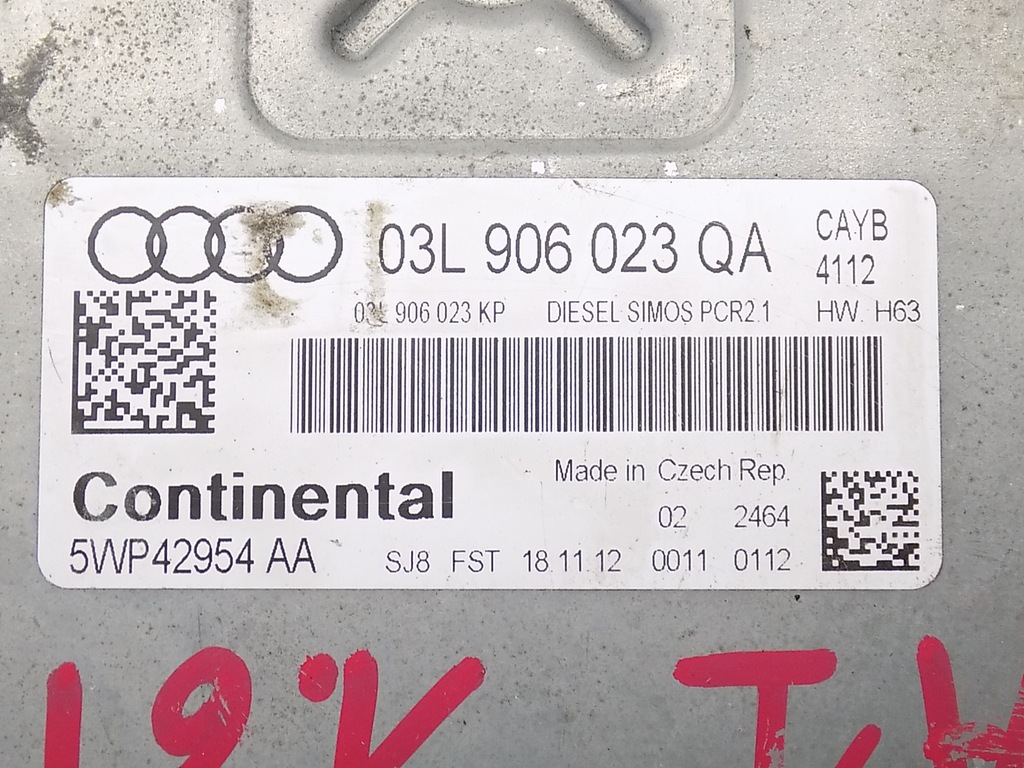 03L 906 023 QA
CAYB
4112
03L 906 023 KP DIESEL SIMOS PCR2.1 HW. H63
Made in Czech Rep.
Continental
02 2464
5WP42954 AA SJ8 FST 18.11.12 0011 0112